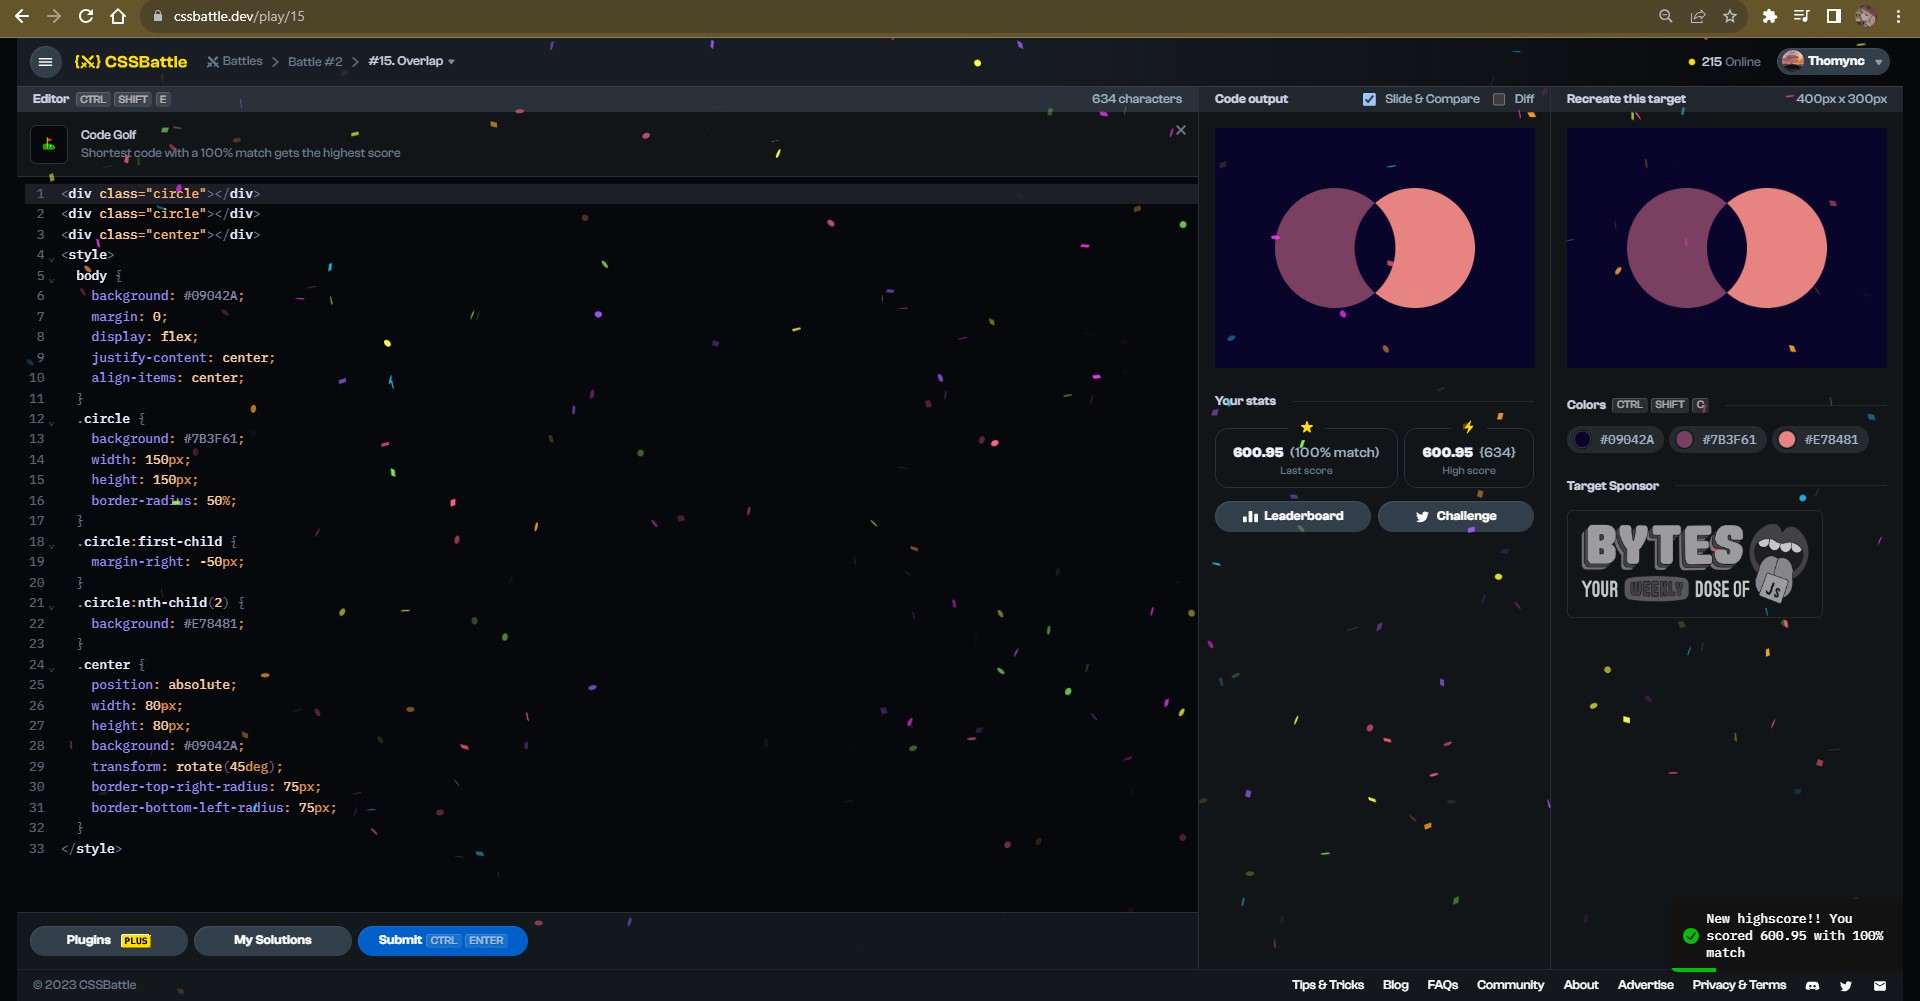 cssbattle.dev/play/15
CSSBattle
Battles
Battle #2
#15. Overlap
215 Online
Thomync
Editor CTRL SHIFT E
634 characters
Code output
Slide & Compare
Diff
Recreate this target
400px x 300px
Code Golf
Shortest code with a 100% match gets the highest score
1 <div class="circle"></div>
2 <div class="circle"></div>
3 <div class="center"></div>
4 <style>
5 body {
6 background: #09042A;
7 margin: 0;
8 display: flex;
9 justify-content: center;
10 align-items: center;
11 }
12 .circle {
13 background: #7B3F61;
14 width: 150px;
15 height: 150px;
16 border-radius: 50%;
17 }
18 .circle:first-child {
19 margin-right: -50px;
20 }
21 .circle:nth-child(2) {
22 background: #E78481;
23 }
24 .center {
25 position: absolute;
26 width: 80px;
27 height: 80px;
28 background: #09042A;
29 transform: rotate(45deg);
30 border-top-right-radius: 75px;
31 border-bottom-left-radius: 75px;
32 }
33 </style>
Your stats
600.95 (100% match)
Last score
600.95 {634}
High score
Leaderboard
Challenge
Colors CTRL SHIFT C
#09042A
#7B3F61
#E78481
Target Sponsor
BYTES
YOUR WEEKLY DOSE OF JS
Plugins PLUS
My Solutions
Submit CTRL ENTER
New highscore!! You
scored 600.95 with 100%
match
© 2023 CSSBattle
Tips & Tricks
Blog
FAQs
Community
About
Advertise
Privacy & Terms